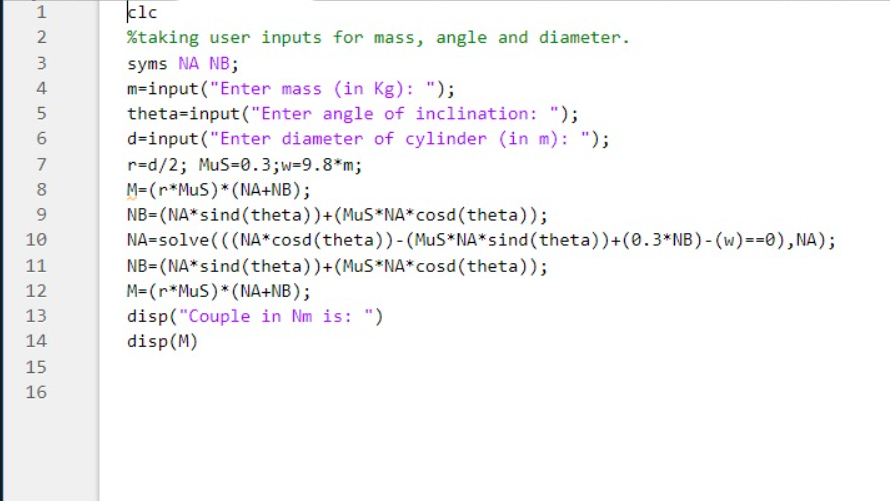 1 clc
2 %taking user inputs for mass, angle and diameter.
3 syms NA NB;
4 m=input("Enter mass (in Kg): ");
5 theta=input("Enter angle of inclination: ");
6 d=input("Enter diameter of cylinder (in m): ");
7 r=d/2; MuS=0.3;w=9.8*m;
8 M=(r*MuS)*(NA+NB);
9 NB=(NA*sind(theta))+(MuS*NA*cosd(theta));
10 NA=solve(((NA*cosd(theta))-(MuS*NA*sind(theta))+(0.3*NB)-(w)==0),NA);
11 NB=(NA*sind(theta))+(MuS*NA*cosd(theta));
12 M=(r*MuS)*(NA+NB);
13 disp("Couple in Nm is: ")
14 disp(M)
15
16